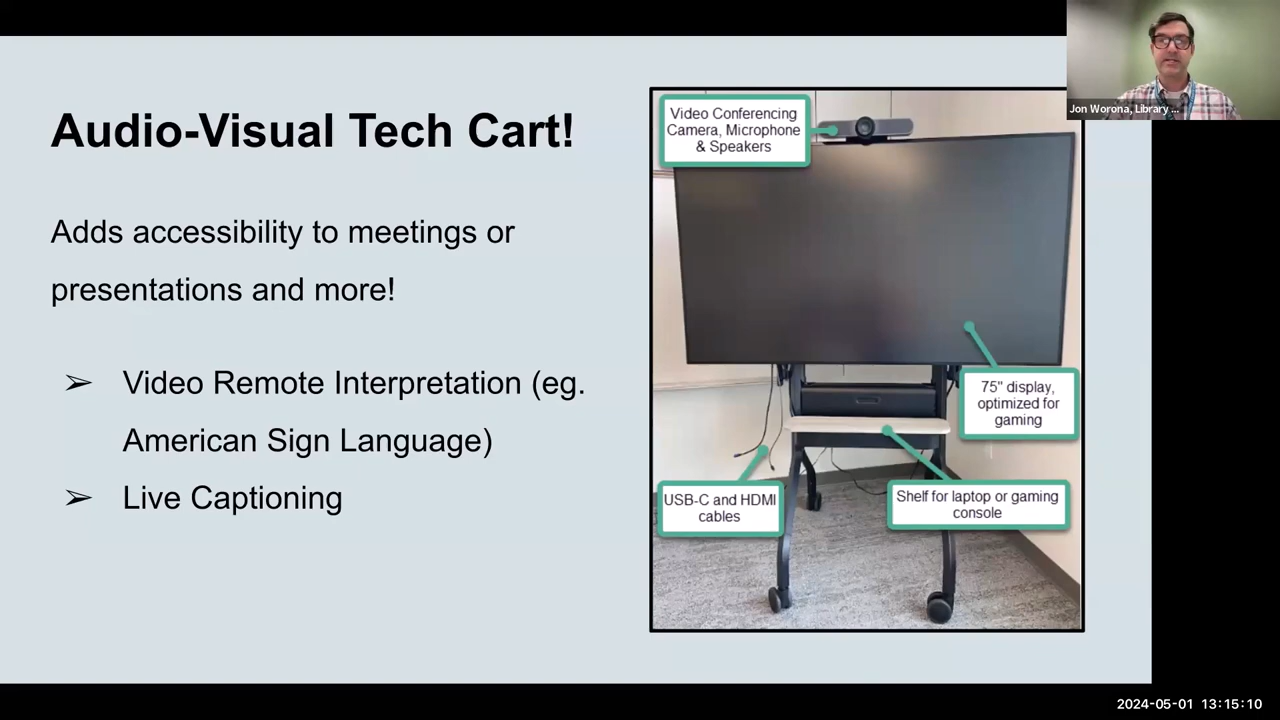 Audio-Visual Tech Cart!
Adds accessibility to meetings or
presentations and more!
➢ Video Remote Interpretation (eg.
American Sign Language)
➢ Live Captioning
Video Conferencing
Camera, Microphone
& Speakers
75" display,
optimized for
gaming
USB-C and HDMI
cables
Shelf for laptop or gaming
console
Jon Worona, Library ...
2024-05-01 13:15:10